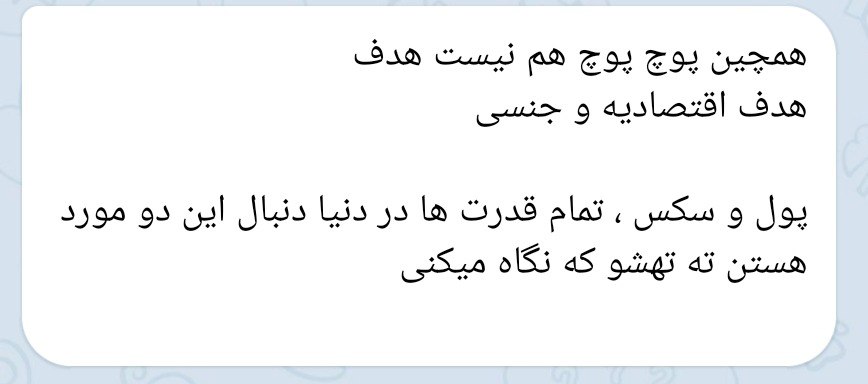 همچین پوچ پوچ هم نیست هدف
هدف اقتصادیه و جنسی
پول و سکس ، تمام قدرت ها در دنیا دنبال این دو مورد
هستن ته تهشو که نگاه میکنی